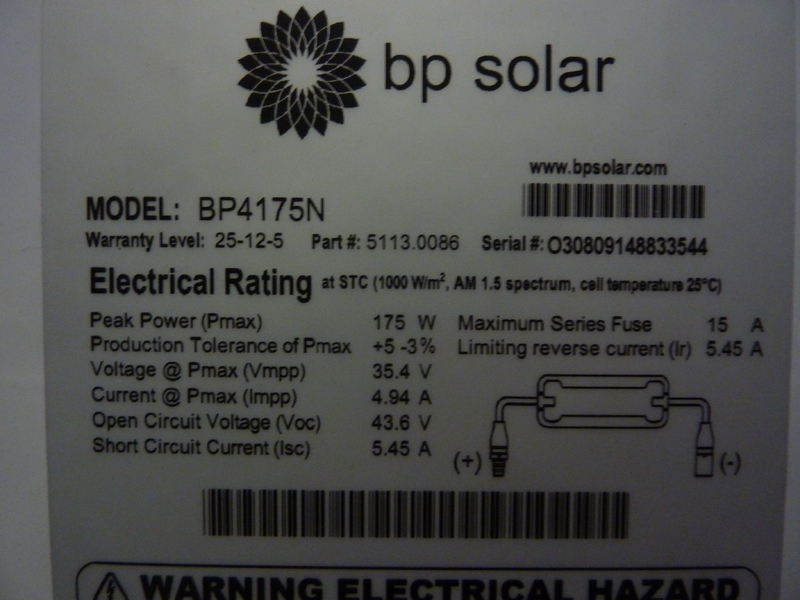 bp solar
www.bpsolar.com
MODEL: BP4175N
Warranty Level: 25-12-5 Part #: 5113.0086 Serial #: O30809148833544
Electrical Rating at STC (1000 W/m², AM 1.5 spectrum, cell temperature 25°C)
Peak Power (Pmax) 175 W Maximum Series Fuse 15 A
Production Tolerance of Pmax +5 -3% Limiting reverse current (Ir) 5.45 A
Voltage @ Pmax (Vmpp) 35.4 V
Current @ Pmax (Impp) 4.94 A
Open Circuit Voltage (Voc) 43.6 V
Short Circuit Current (Isc) 5.45 A
(+) (-)
WARNING ELECTRICAL HAZARD